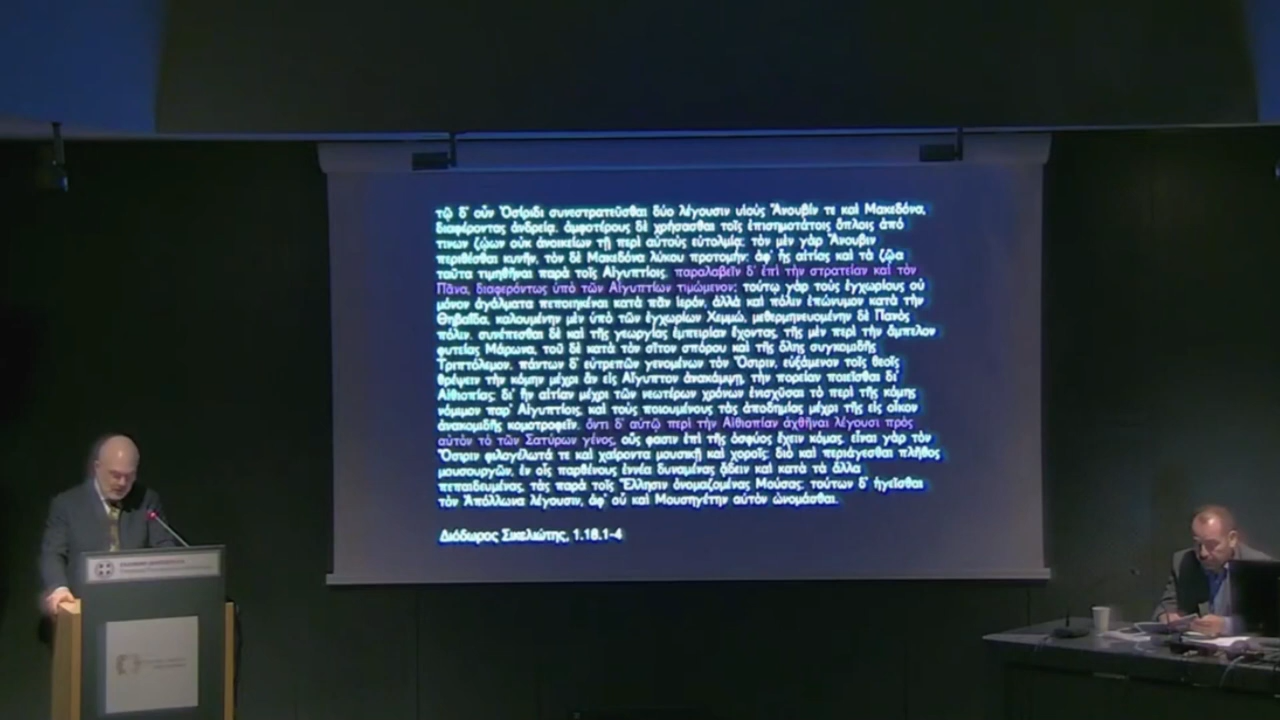 τῷ δ' οὖν Ὀσίριδι συνεστρατεῦσθαι δύο λέγουσιν υἱοὺς Ἄνουβίν τε καὶ Μακεδόνα,
διαφέροντας ἀνδρείᾳ. ἀμφοτέρους δὲ χρήσασθαι τοῖς ἐπισημοτάτοις ὅπλοις ἀπό
τινων ζῴων οὐκ ἀνοικείων τῇ περὶ αὐτοὺς εὐτολμίᾳ: τὸν μὲν γὰρ Ἄνουβιν
περιθέσθαι κυνῆν, τὸν δὲ Μακεδόνα λύκου προτομήν: ἀφ' ἧς αἰτίας καὶ τὰ ζῷα
ταῦτα τιμηθῆναι παρὰ τοῖς Αἰγυπτίοις. παραλαβεῖν δ' ἐπὶ τὴν στρατείαν καὶ τὸν
Πᾶνα, διαφερόντως ὑπὸ τῶν Αἰγυπτίων τιμώμενον: τούτῳ γὰρ τοὺς ἐγχωρίους οὐ
μόνον ἀγάλματα πεποιηκέναι κατὰ πᾶν ἱερόν, ἀλλὰ καὶ πόλιν ἐπώνυμον κατὰ τὴν
Θηβαΐδα, καλουμένην μὲν ὑπὸ τῶν ἐγχωρίων Χεμμώ, μεθερμηνευομένην δὲ Πανὸς
πόλιν. συνέπεσθαι δὲ καὶ τῆς γεωργίας ἐμπειρίαν ἔχοντας, τῆς μὲν περὶ τὴν ἄμπελον
φυτείας Μάρωνα, τοῦ δὲ κατὰ τὸν σῖτον σπόρου καὶ τῆς ὅλης συγκομιδῆς
Τριπτόλεμον. πάντων δ' εὐτρεπῶν γενομένων τὸν Ὄσιριν, εὐξάμενον τοῖς θεοῖς
θρέψειν τὴν κόμην μέχρι ἂν εἰς Αἴγυπτον ἀνακάμψῃ, τὴν πορείαν ποιεῖσθαι δι'
Αἰθιοπίας: δι' ἣν αἰτίαν μέχρι τῶν νεωτέρων χρόνων ἐνισχῦσαι τὸ περὶ τῆς κόμης
νόμιμον παρ' Αἰγυπτίοις, καὶ τοὺς ποιουμένους τὰς ἀποδημίας μέχρι τῆς εἰς οἶκον
ἀνακομιδῆς κομοτροφεῖν. ὄντι δ' αὐτῷ περὶ τὴν Αἰθιοπίαν ἀχθῆναι λέγουσι πρὸς
αὐτὸν τὸ τῶν Σατύρων γένος, οὕς φασιν ἐπὶ τῆς ὀσφύος ἔχειν κόμας. εἶναι γὰρ τὸν
Ὄσιριν φιλογέλωτά τε καὶ χαίροντα μουσικῇ καὶ χοροῖς: διὸ καὶ περιάγεσθαι πλῆθος
μουσουργῶν, ἐν οἷς παρθένους ἐννέα δυναμένας ᾄδειν καὶ κατὰ τὰ ἄλλα
πεπαιδευμένας, τὰς παρὰ τοῖς Ἕλλησιν ὀνομαζομένας Μούσας: τούτων δ' ἡγεῖσθαι
τὸν Ἀπόλλωνα λέγουσιν, ἀφ' οὗ καὶ Μουσηγέτην αὐτὸν ὠνομάσθαι.
Διόδωρος Σικελιώτης, 1.18.1-4